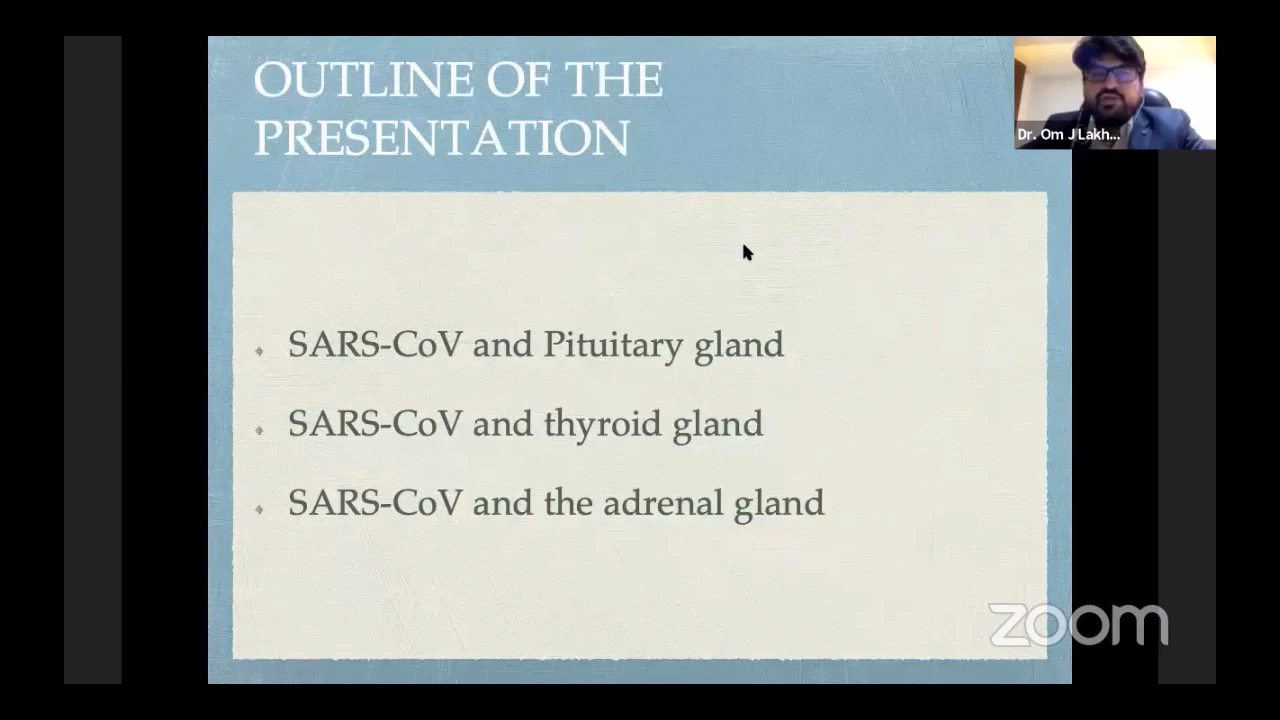 OUTLINE OF THE
PRESENTATION
Dr. Om J Lakh...
SARS-CoV and Pituitary gland
SARS-CoV and thyroid gland
SARS-CoV and the adrenal gland
zoom